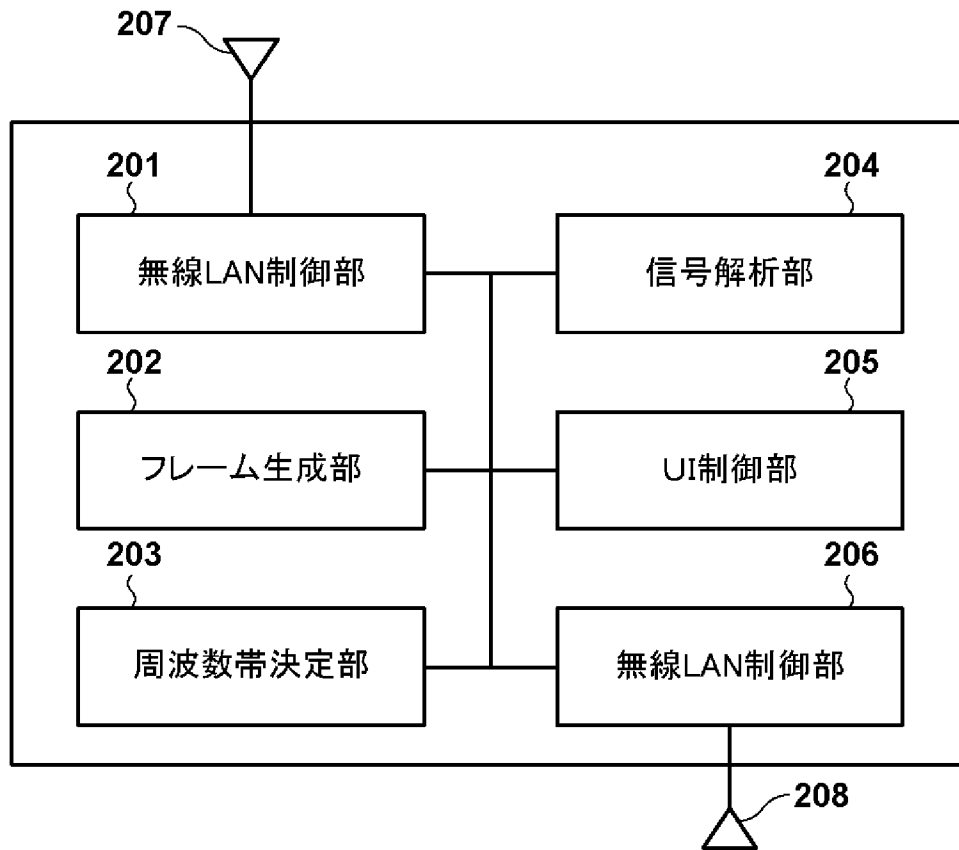 207
201
204
無線LAN制御部
信号解析部
202
205
フレーム生成部
UI制御部
203
206
周波数帯決定部
無線LAN制御部
208